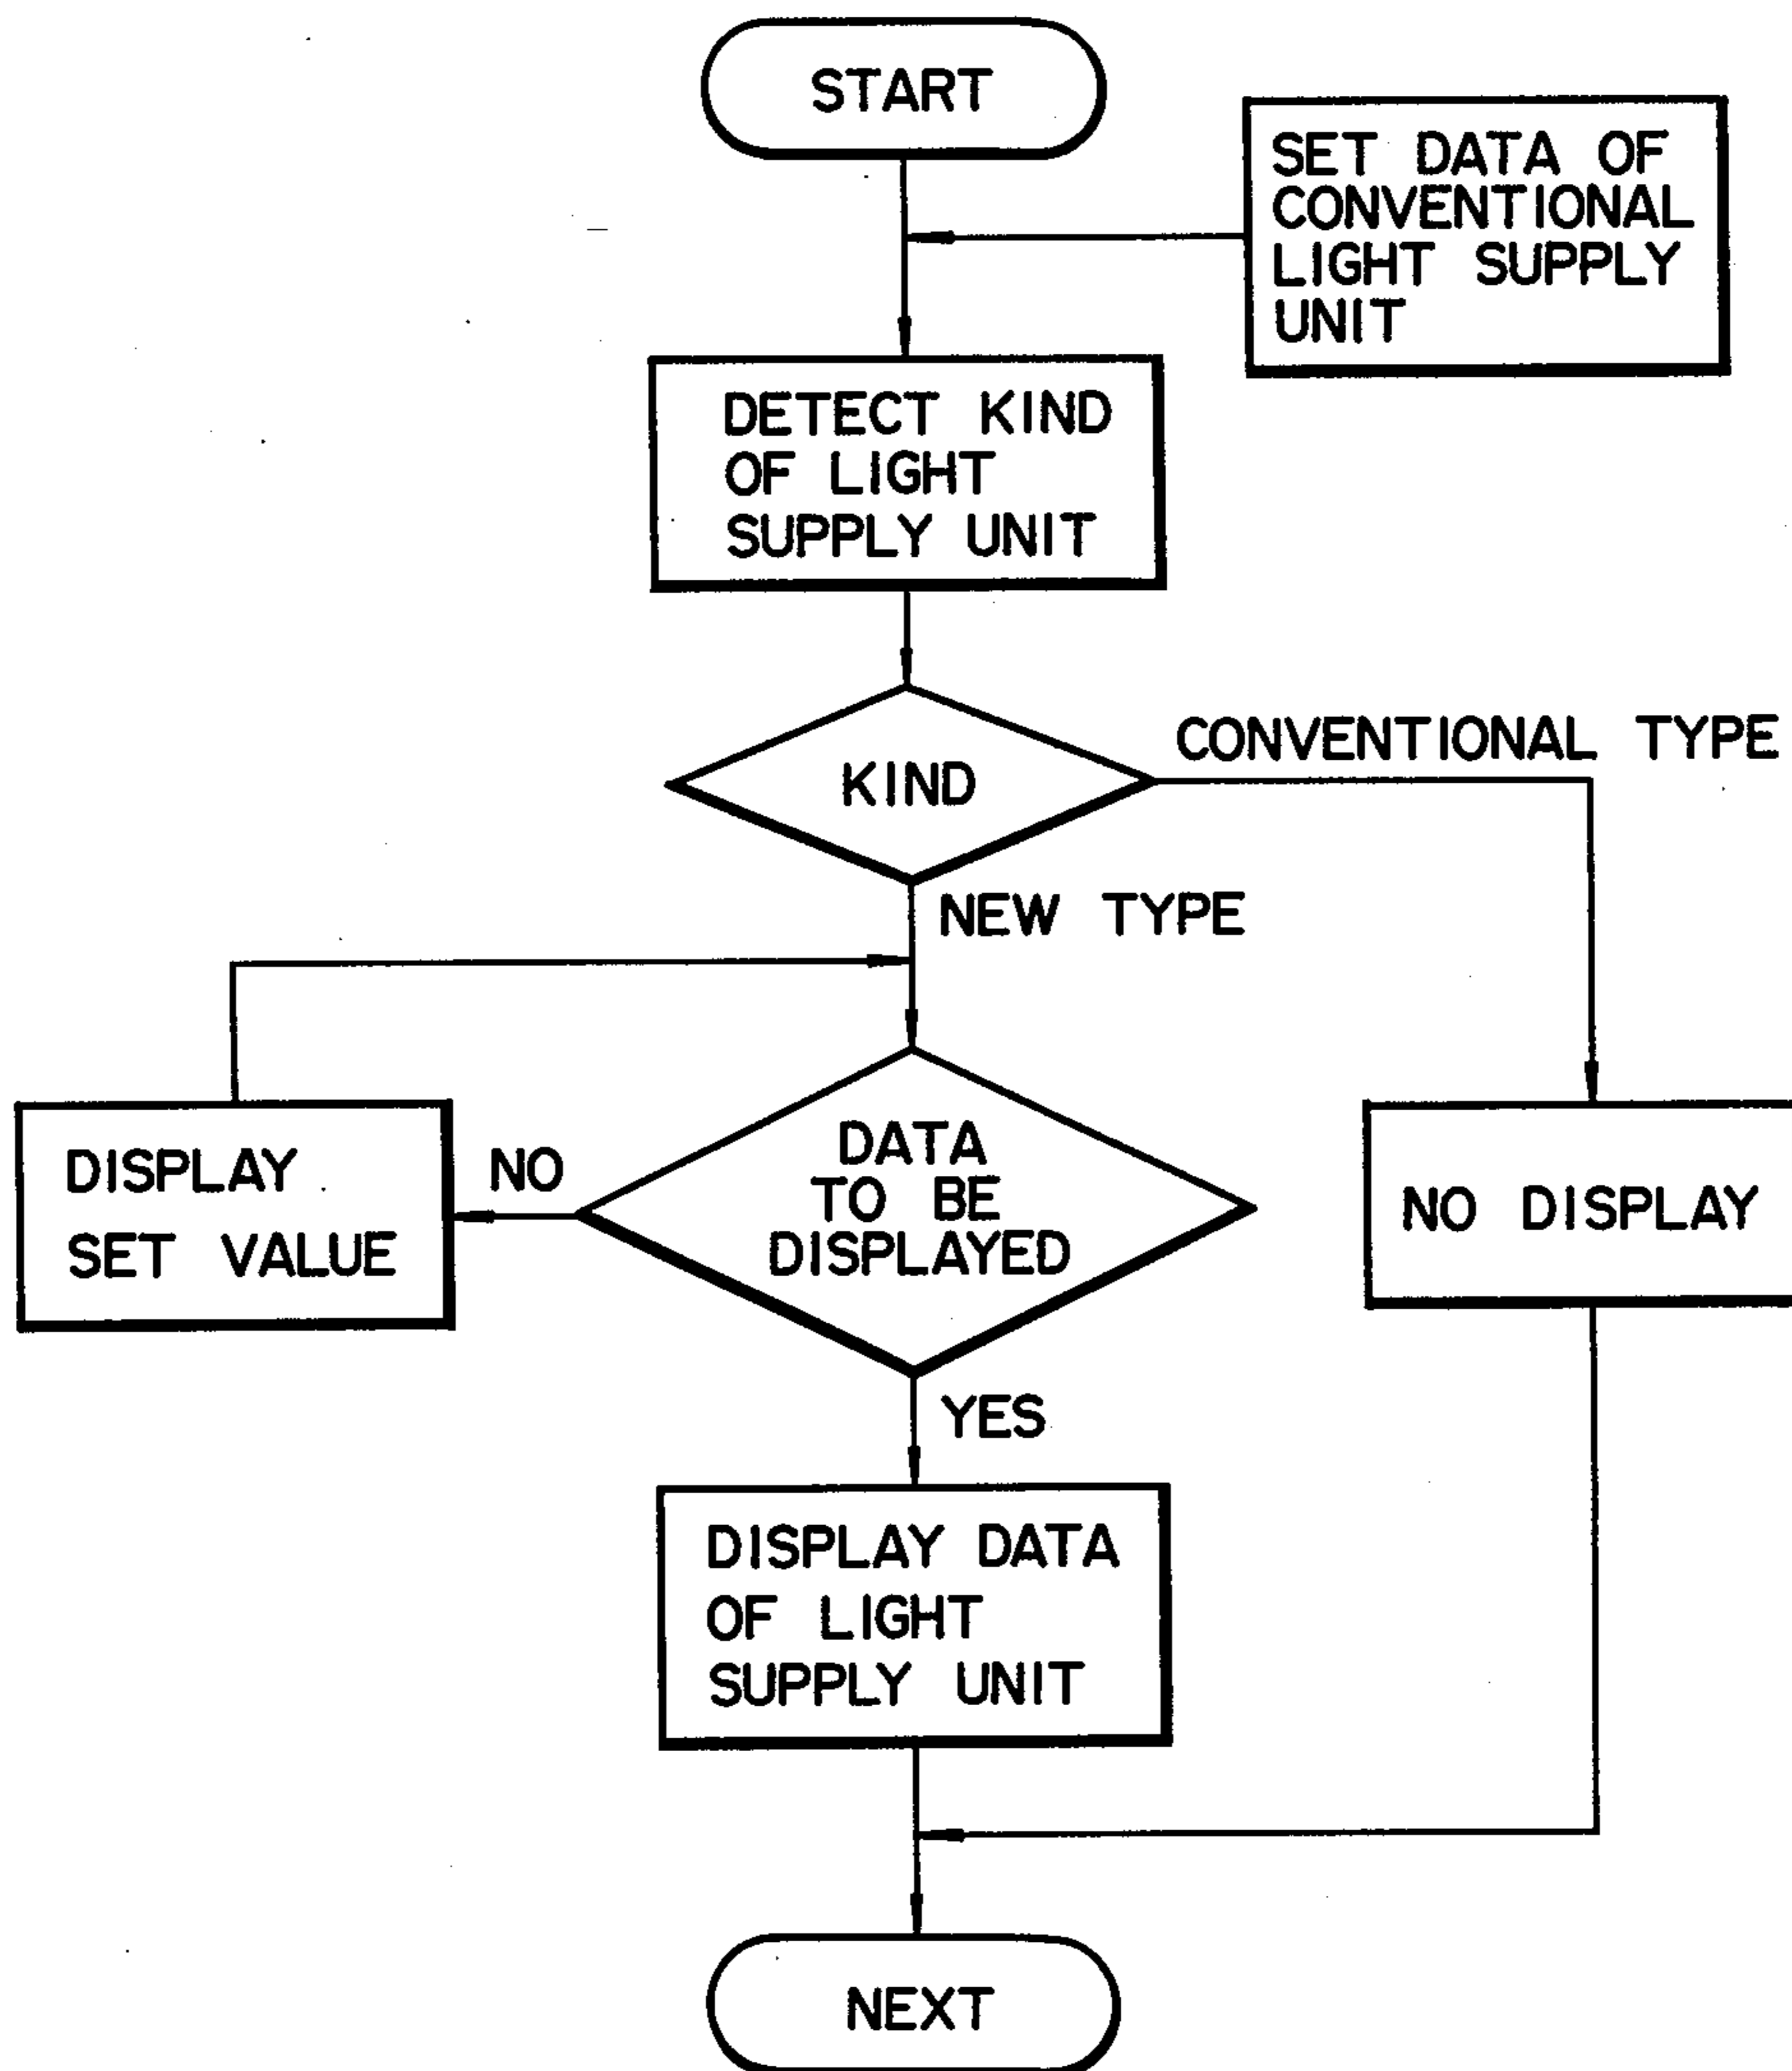 START
SET DATA OF
CONVENTIONAL
LIGHT SUPPLY
UNIT
DETECT KIND
OF LIGHT
SUPPLY UNIT
KIND
CONVENTIONAL TYPE
NEW TYPE
DISPLAY
SET VALUE
NO
DATA
TO BE
DISPLAYED
NO DISPLAY
YES
DISPLAY DATA
OF LIGHT
SUPPLY UNIT
NEXT